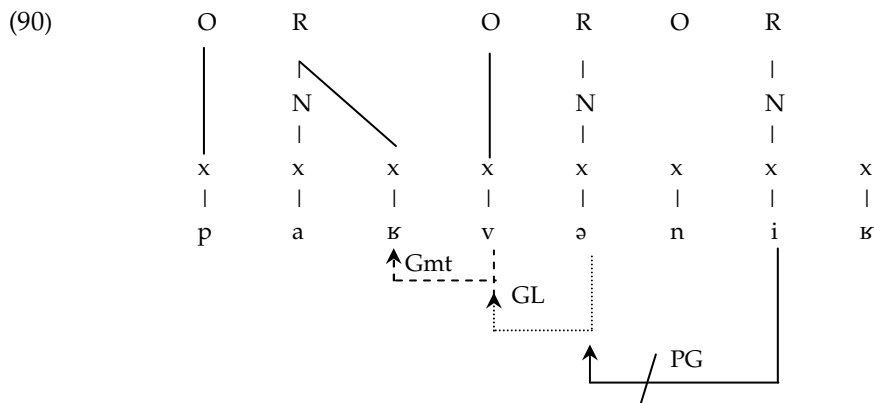 (90) O R O R O R
N N N
x x x x x x x x
p a ʁ v ə n i ʁ
Gmt
GL
PG